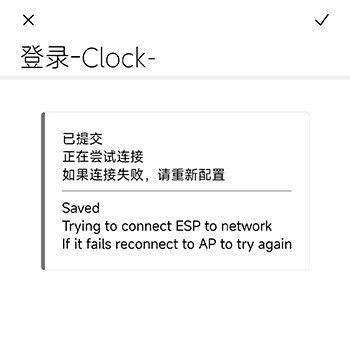 登录-Clock-
已提交
正在尝试连接
如果连接失败，请重新配置
Saved
Trying to connect ESP to network
If it fails reconnect to AP to try again